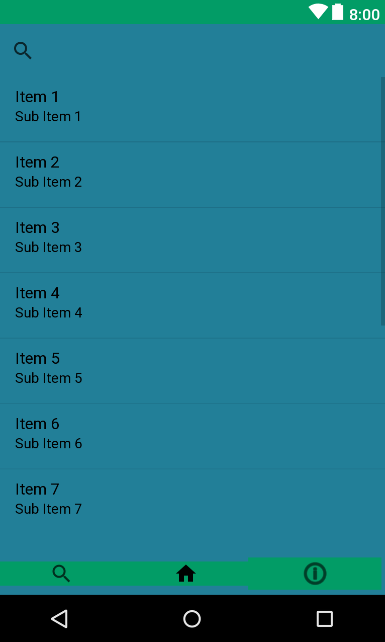 8:00
Item 1
Sub Item 1
Item 2
Sub Item 2
Item 3
Sub Item 3
Item 4
Sub Item 4
Item 5
Sub Item 5
Item 6
Sub Item 6
Item 7
Sub Item 7